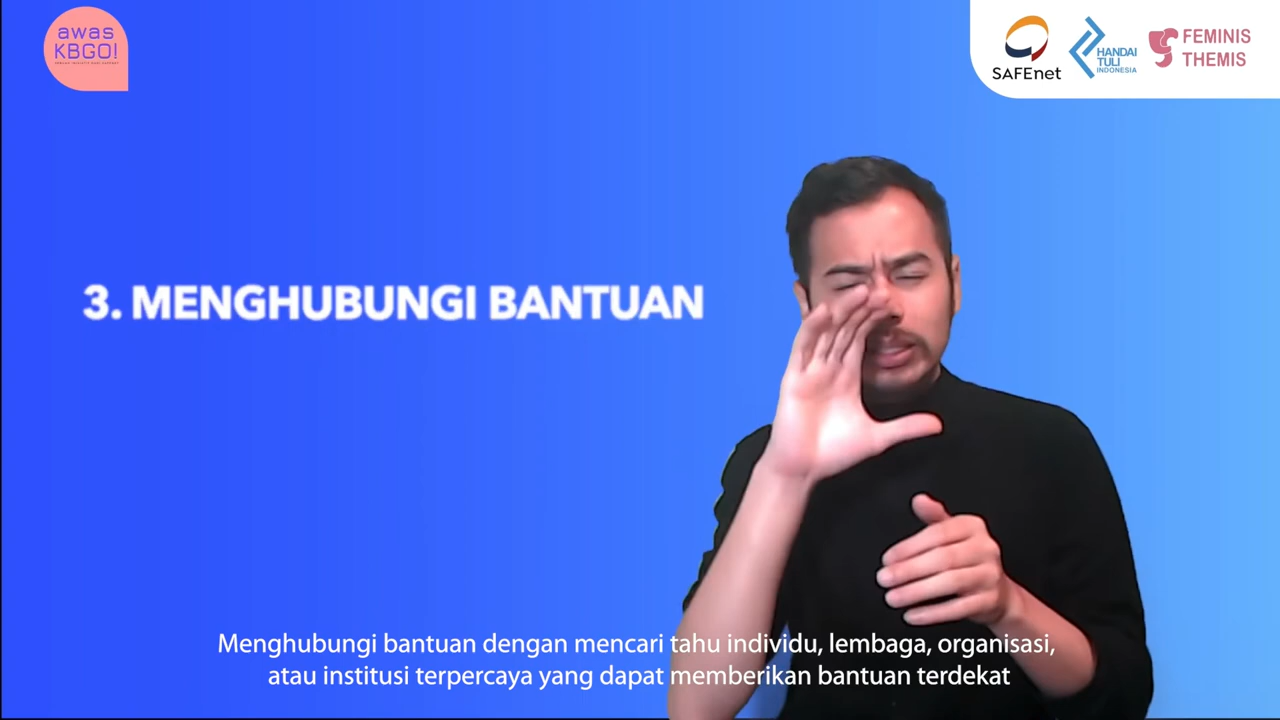 awas
KBGO!
SAFEnet
HANDAI
TULI
INDONESIA
FEMINIS
THEMIS
3. MENGHUBUNGI BANTUAN
Menghubungi bantuan dengan mencari tahu individu, lembaga, organisasi,
atau institusi terpercaya yang dapat memberikan bantuan terdekat